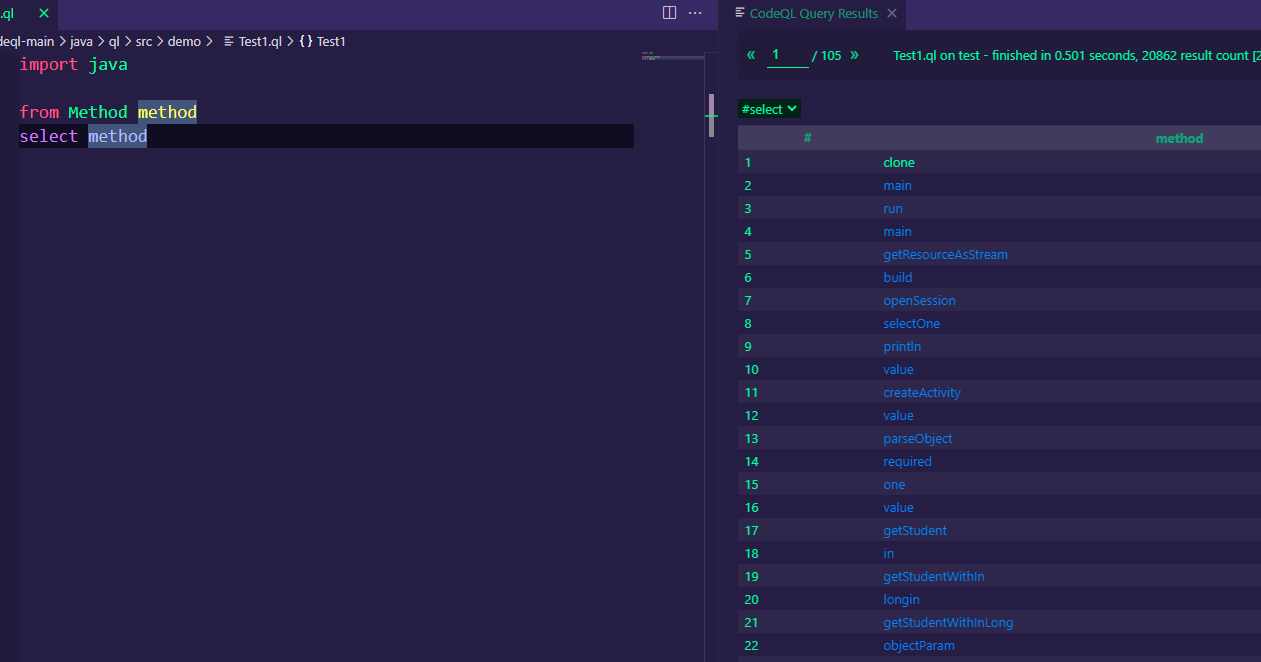 .ql ×
CodeQL Query Results ×
deql-main > java > ql > src > demo > Test1.ql > {} Test1
import java
from Method method
select method
« 1 / 105 » Test1.ql on test - finished in 0.501 seconds, 20862 result count [2
#select
# method
1 clone
2 main
3 run
4 main
5 getResourceAsStream
6 build
7 openSession
8 selectOne
9 println
10 value
11 createActivity
12 value
13 parseObject
14 required
15 one
16 value
17 getStudent
18 in
19 getStudentWithIn
20 longin
21 getStudentWithInLong
22 objectParam